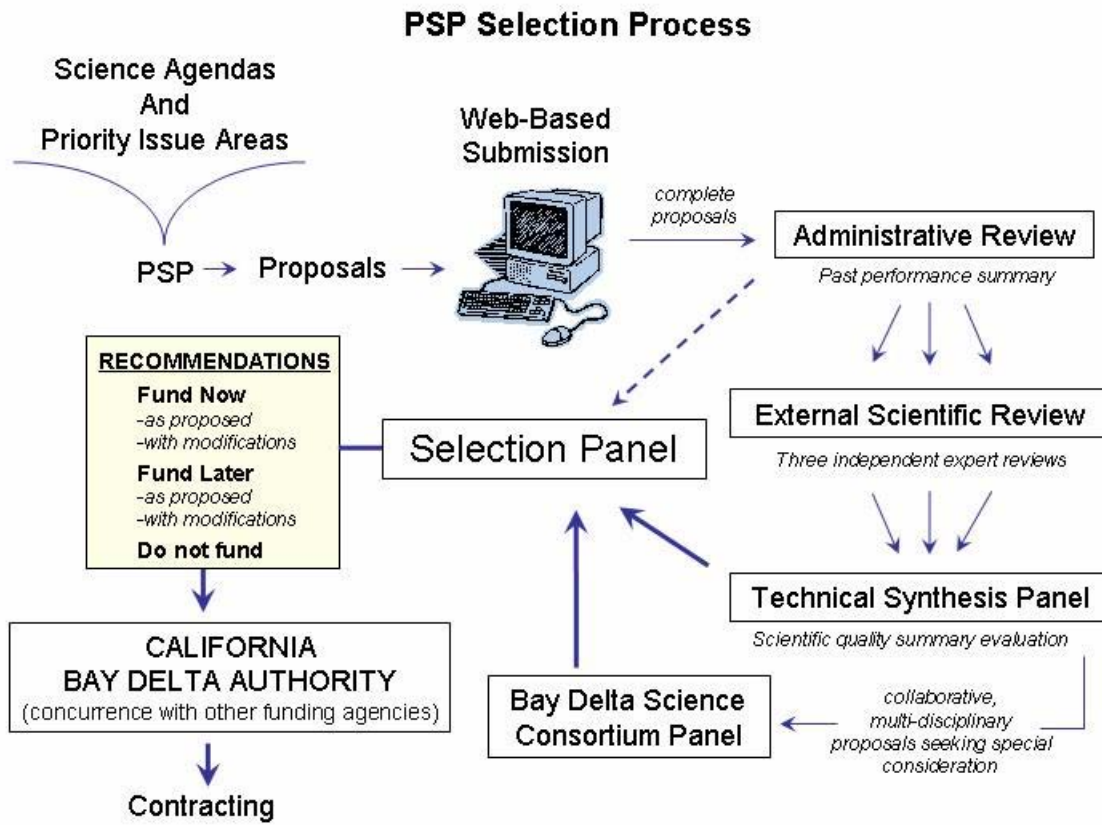 PSP Selection Process
Science Agendas
And
Priority Issue Areas
Web-Based
Submission
complete
proposals
PSP
Proposals
Administrative Review
Past performance summary
RECOMMENDATIONS
Fund Now
-as proposed
-with modifications
Fund Later
-as proposed
-with modifications
Do not fund
Selection Panel
External Scientific Review
Three independent expert reviews
Technical Synthesis Panel
Scientific quality summary evaluation
collaborative,
multi-disciplinary
proposals seeking special
consideration
Bay Delta Science
Consortium Panel
CALIFORNIA
BAY DELTA AUTHORITY
(concurrence with other funding agencies)
Contracting